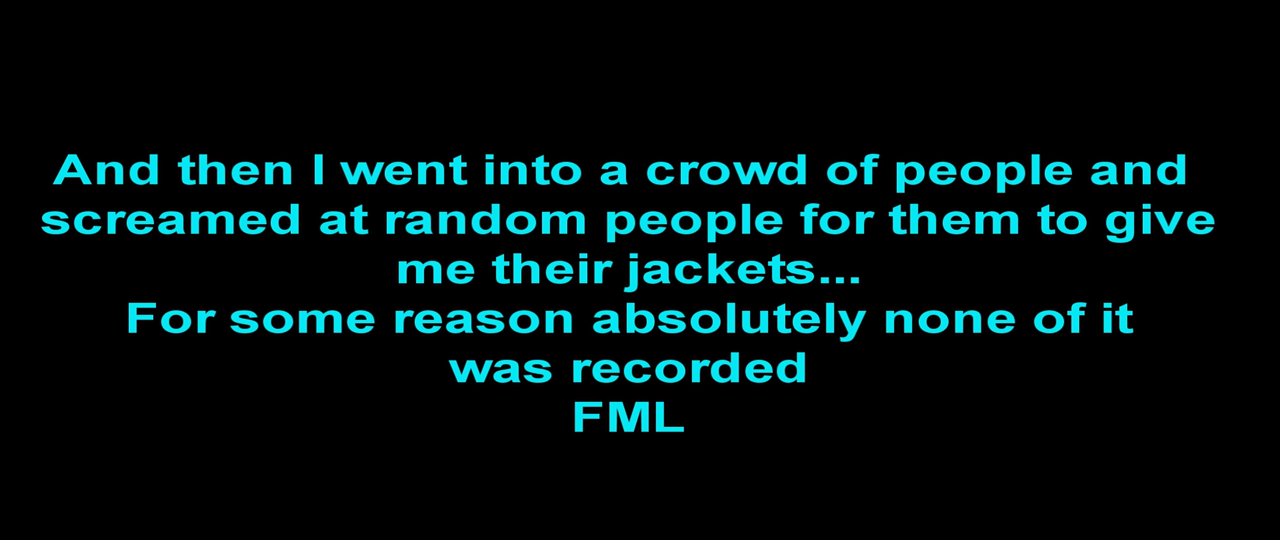 And then I went into a crowd of people and
screamed at random people for them to give
me their jackets...
For some reason absolutely none of it
was recorded
FML